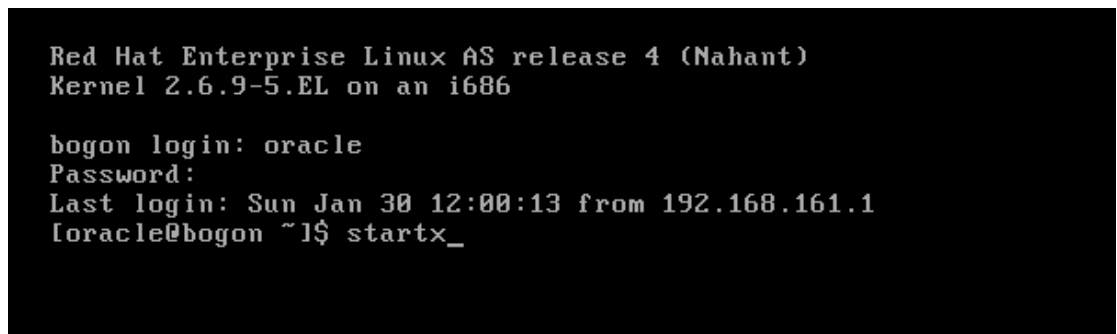 Red Hat Enterprise Linux AS release 4 (Nahant)
Kernel 2.6.9-5.EL on an i686
bogon login: oracle
Password:
Last login: Sun Jan 30 12:00:13 from 192.168.161.1
[oracle@bogon ~]$ startx_